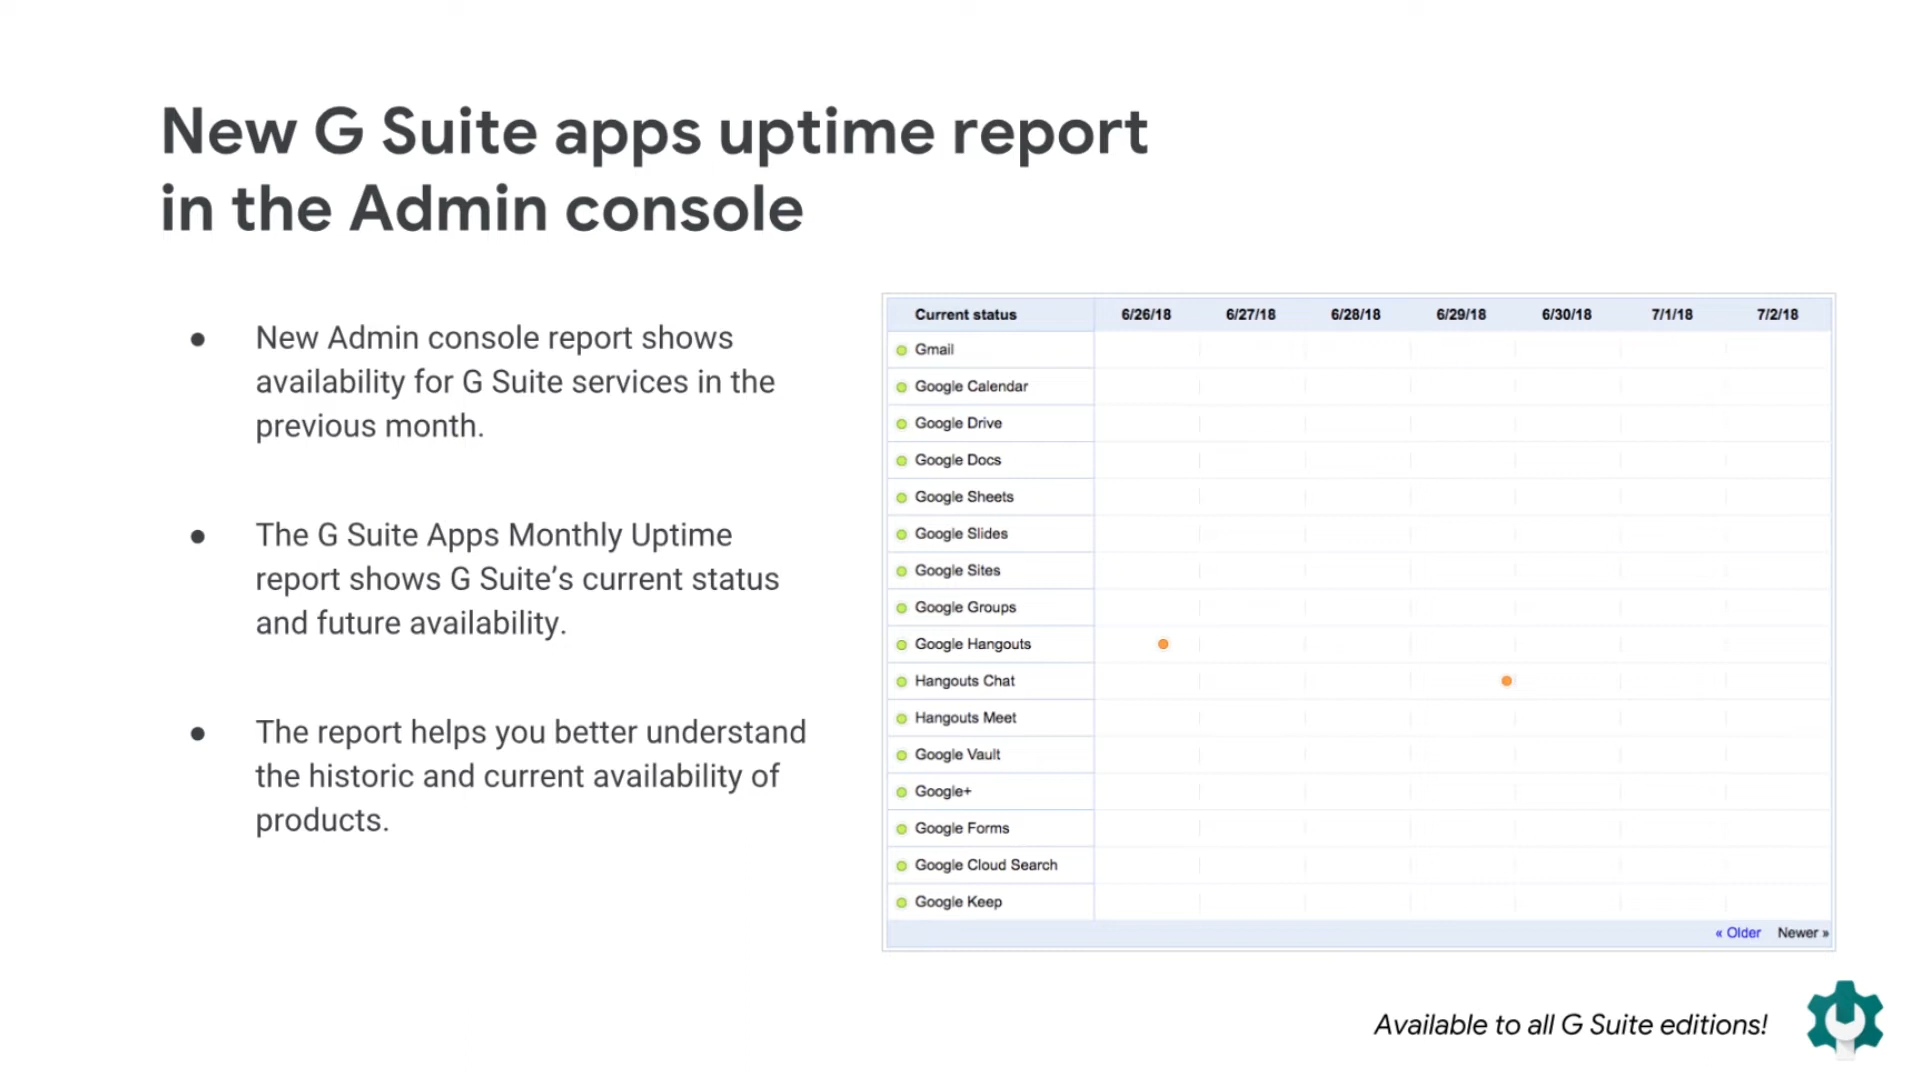 New G Suite apps uptime report
in the Admin console
● New Admin console report shows
availability for G Suite services in the
previous month.
● The G Suite Apps Monthly Uptime
report shows G Suite’s current status
and future availability.
● The report helps you better understand
the historic and current availability of
products.
Current status 6/26/18 6/27/18 6/28/18 6/29/18 6/30/18 7/1/18 7/2/18
Gmail
Google Calendar
Google Drive
Google Docs
Google Sheets
Google Slides
Google Sites
Google Groups
Google Hangouts
Hangouts Chat
Hangouts Meet
Google Vault
Google+
Google Forms
Google Cloud Search
Google Keep
« Older Newer »
Available to all G Suite editions!